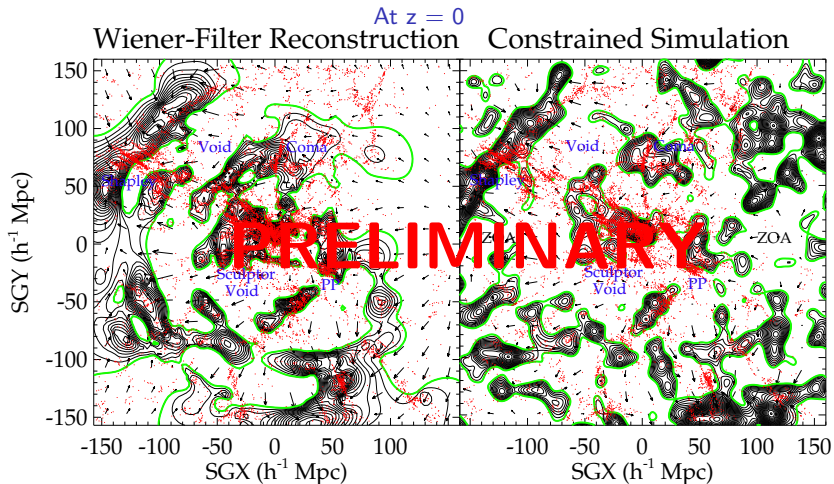 At z = 0
Wiener-Filter Reconstruction
Constrained Simulation
150
100
50
0
-50
-100
-150
SGY (h⁻¹ Mpc)
Void
Coma
Shapley
ZOA
Sculptor
Void
PP
Void
Coma
Shapley
ZOA
Sculptor
Void
PP
PRELIMINARY
-150 -100 -50 0 50 100
-150 -100 -50 0 50 100 150
SGX (h⁻¹ Mpc)
SGX (h⁻¹ Mpc)